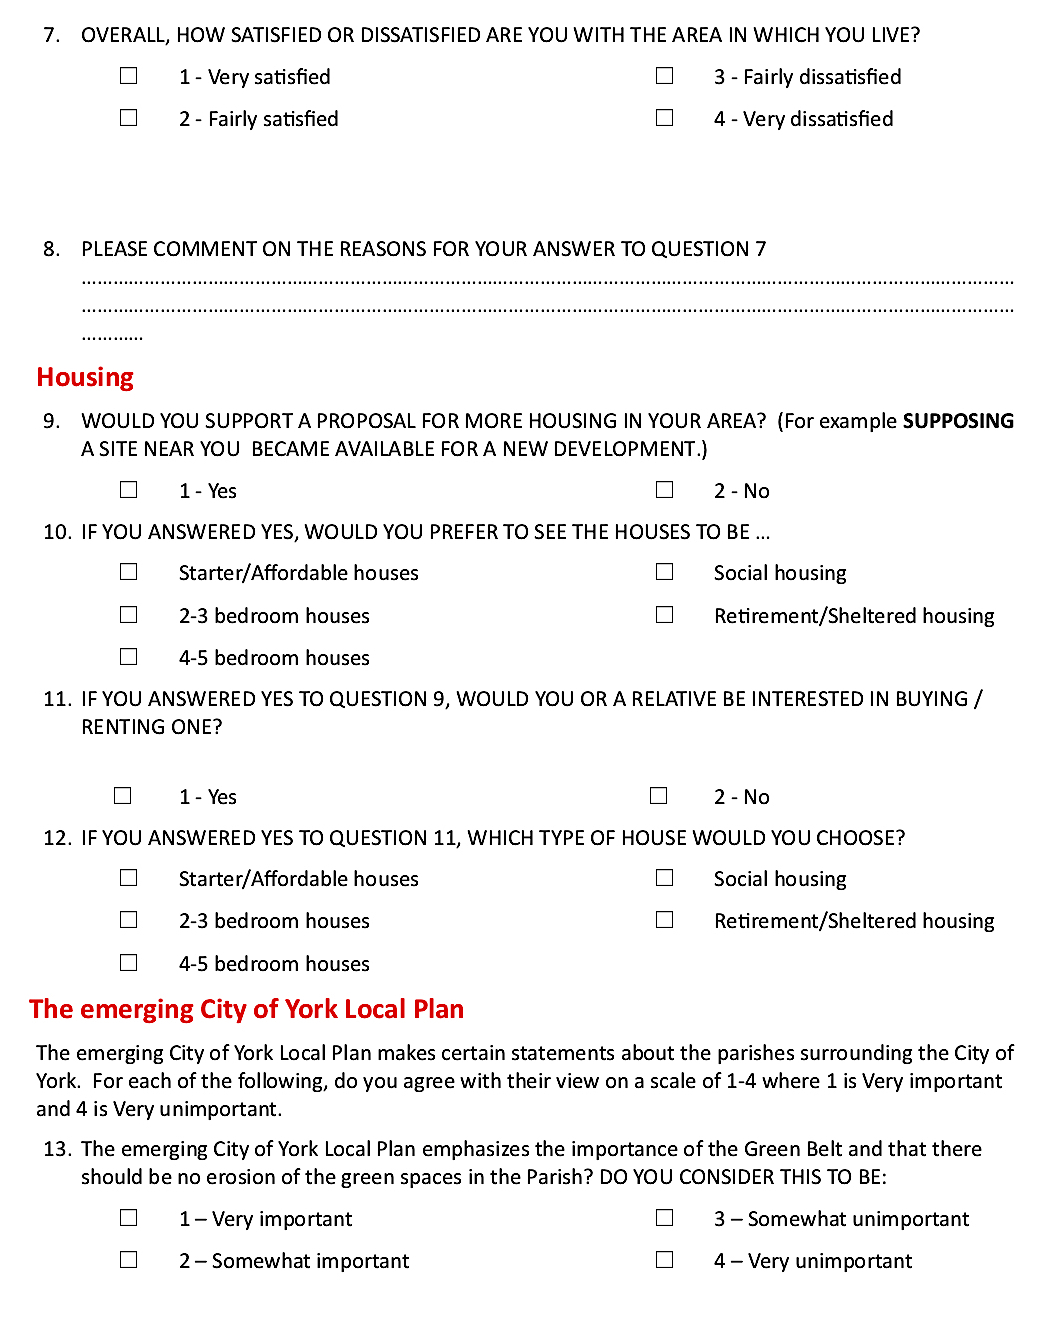 7. OVERALL, HOW SATISFIED OR DISSATISFIED ARE YOU WITH THE AREA IN WHICH YOU LIVE?
☐ 1 - Very satisfied ☐ 3 - Fairly dissatisfied
☐ 2 - Fairly satisfied ☐ 4 - Very dissatisfied
8. PLEASE COMMENT ON THE REASONS FOR YOUR ANSWER TO QUESTION 7
……………………………………………………………………………………………………………………………………………………………
……………………………………………………………………………………………………………………………………………………………
…………
Housing
9. WOULD YOU SUPPORT A PROPOSAL FOR MORE HOUSING IN YOUR AREA? (For example SUPPOSING
A SITE NEAR YOU BECAME AVAILABLE FOR A NEW DEVELOPMENT.)
☐ 1 - Yes ☐ 2 - No
10. IF YOU ANSWERED YES, WOULD YOU PREFER TO SEE THE HOUSES TO BE …
☐ Starter/Affordable houses ☐ Social housing
☐ 2-3 bedroom houses ☐ Retirement/Sheltered housing
☐ 4-5 bedroom houses
11. IF YOU ANSWERED YES TO QUESTION 9, WOULD YOU OR A RELATIVE BE INTERESTED IN BUYING /
RENTING ONE?
☐ 1 - Yes ☐ 2 - No
12. IF YOU ANSWERED YES TO QUESTION 11, WHICH TYPE OF HOUSE WOULD YOU CHOOSE?
☐ Starter/Affordable houses ☐ Social housing
☐ 2-3 bedroom houses ☐ Retirement/Sheltered housing
☐ 4-5 bedroom houses
The emerging City of York Local Plan
The emerging City of York Local Plan makes certain statements about the parishes surrounding the City of
York. For each of the following, do you agree with their view on a scale of 1-4 where 1 is Very important
and 4 is Very unimportant.
13. The emerging City of York Local Plan emphasizes the importance of the Green Belt and that there
should be no erosion of the green spaces in the Parish? DO YOU CONSIDER THIS TO BE:
☐ 1 – Very important ☐ 3 – Somewhat unimportant
☐ 2 – Somewhat important ☐ 4 – Very unimportant